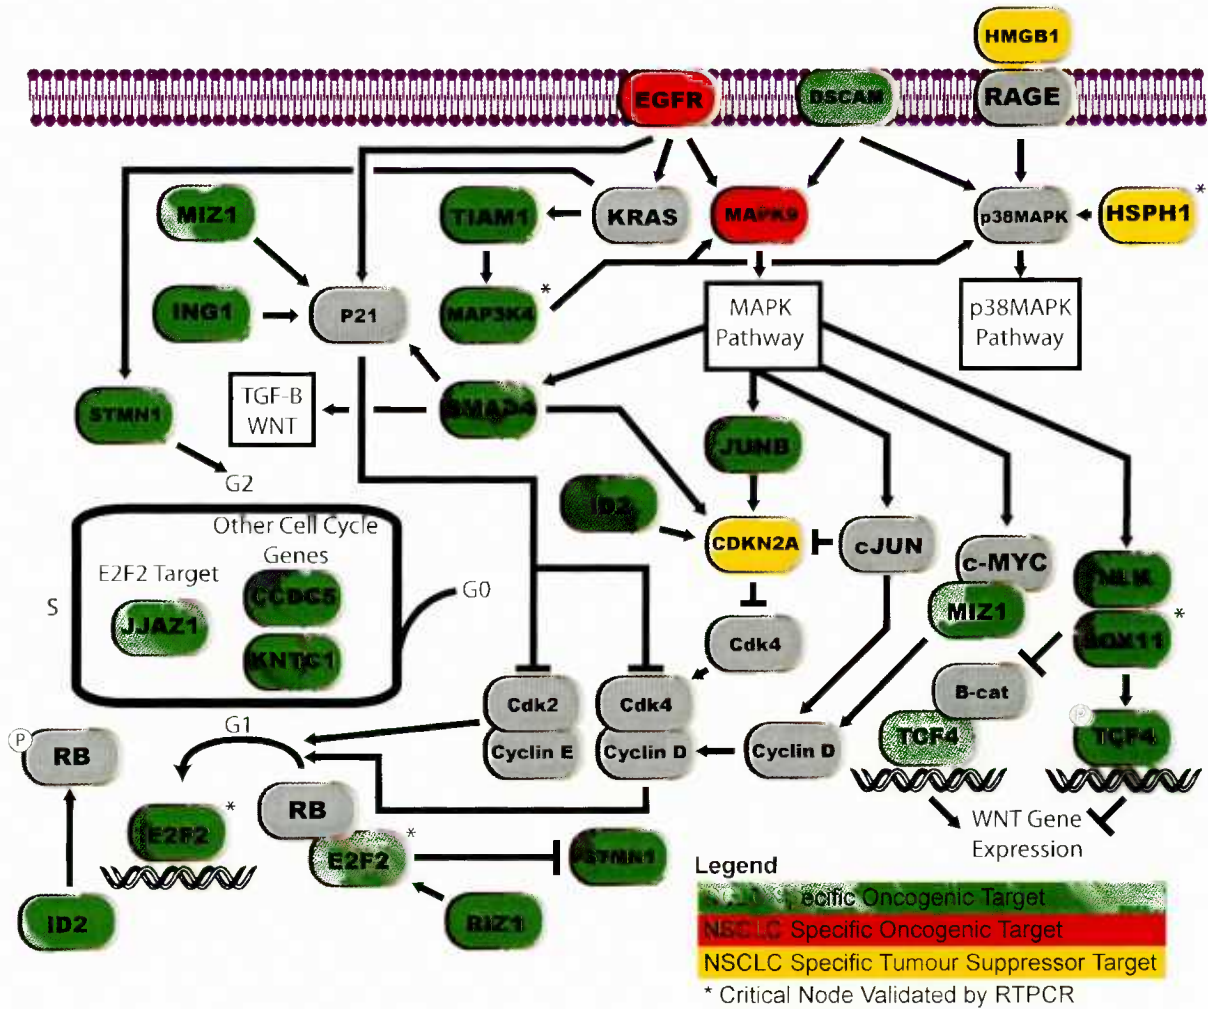 HMGB1
EGFR
DSCAM
RAGE
MIZ1
TIAM1
KRAS
MAPK9
p38MAPK
HSPH1
*
ING1
P21
MAP3K4
*
MAPK
Pathway
p38MAPK
Pathway
STMN1
TGF-B
WNT
SMAD4
JUNB
G2
ID2
CDKN2A
cJUN
c-MYC
MIZ1
NLK
SOX11
*
Other Cell Cycle
Genes
E2F2 Target
S
JJAZ1
CCDC5
KNTC1
G0
Cdk4
B-cat
Cdk2
Cyclin E
Cdk4
Cyclin D
Cyclin D
TCF4
P
TCF4
G1
P
RB
RB
E2F2
*
E2F2
*
STMN1
WNT Gene
Expression
ID2
RIZ1
Legend
Specific Oncogenic Target
NSCLC Specific Oncogenic Target
NSCLC Specific Tumour Suppressor Target
* Critical Node Validated by RTPCR